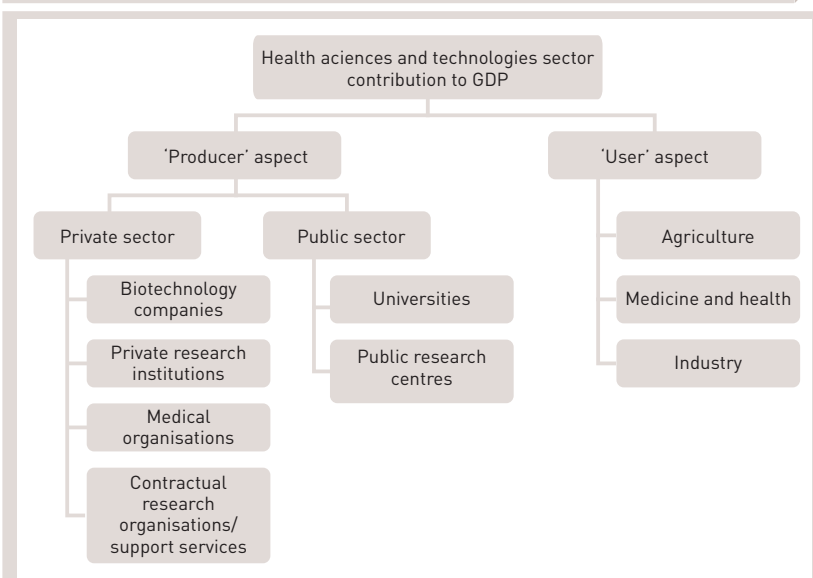 Health aciences and technologies sector
contribution to GDP
‘Producer’ aspect
‘User’ aspect
Private sector
Public sector
Agriculture
Biotechnology
companies
Universities
Medicine and health
Private research
institutions
Public research
centres
Industry
Medical
organisations
Contractual
research
organisations/
support services